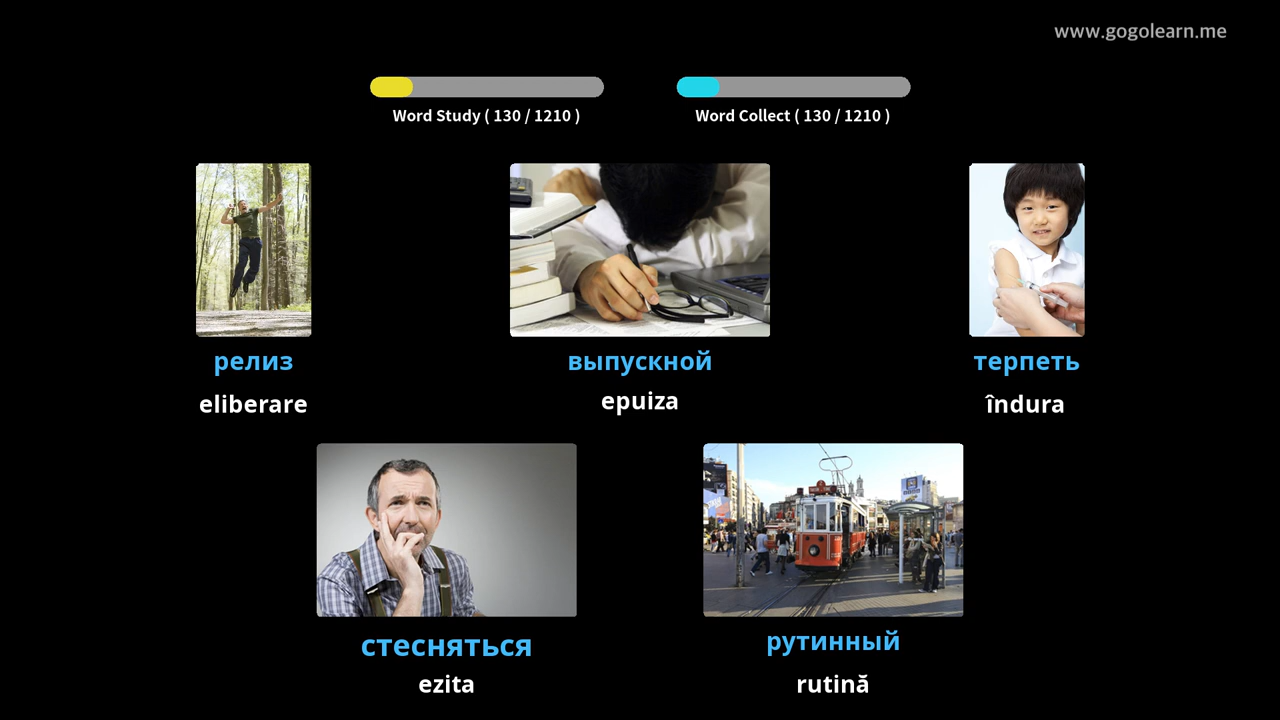 www.gogolearn.me
Word Study ( 130 / 1210 )
Word Collect ( 130 / 1210 )
релиз
eliberare
выпускной
epuiza
терпеть
îndura
стесняться
ezita
рутинный
rutină